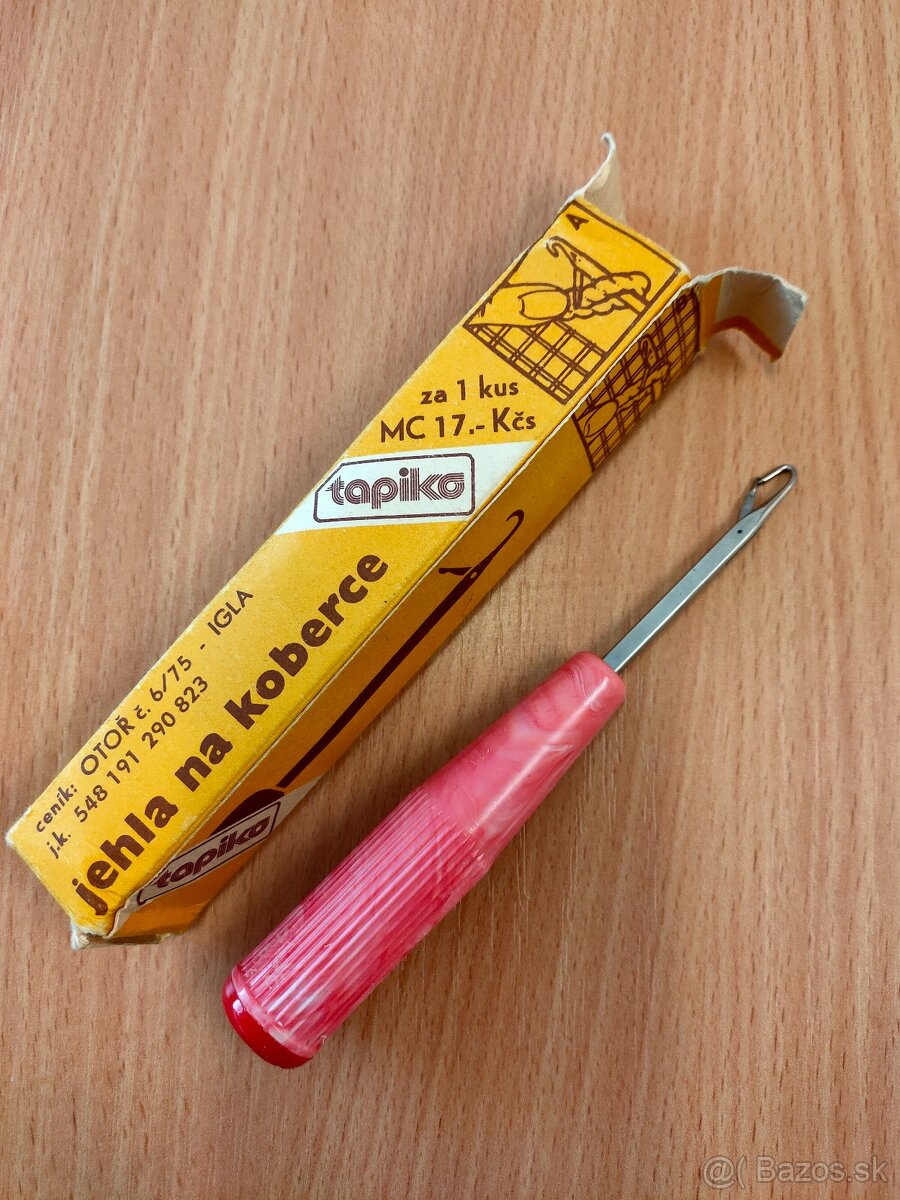 A
za 1 kus
MC 17.- Kčs
tapiko
ceník: OTOŘ č. 6/75 - IGLA
j.k. 548 191 290 823
jehla na koberce
tapiko
@( Bazos.sk